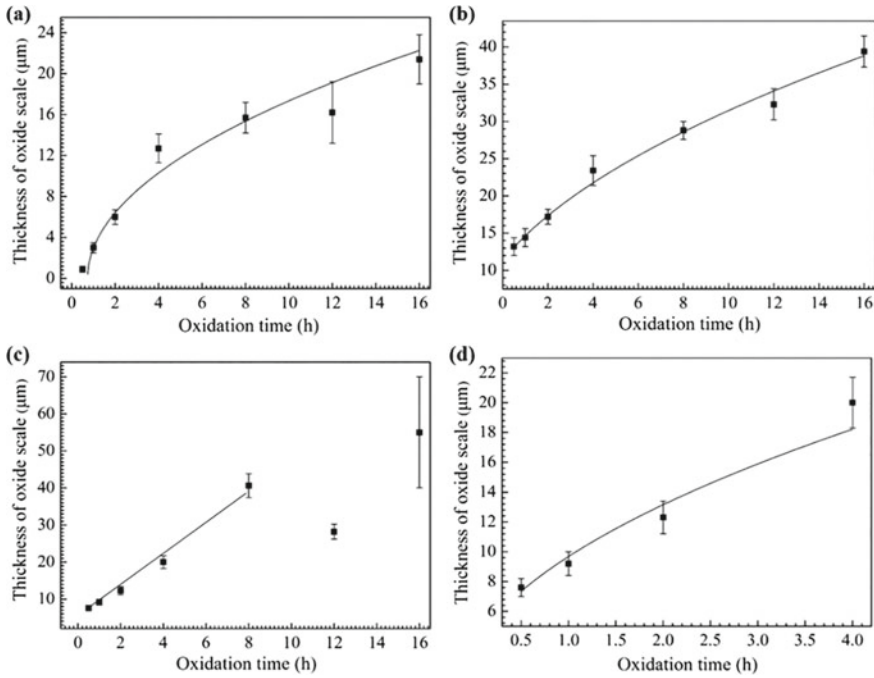 (a)
Thickness of oxide scale (μm)
24
20
16
12
8
4
0
0 2 4 6 8 10 12 14 16
Oxidation time (h)
(b)
Thickness of oxide scale (μm)
40
35
30
25
20
15
10
0 2 4 6 8 10 12 14 16
Oxidation time (h)
(c)
Thickness of oxide scale (μm)
70
60
50
40
30
20
10
0 2 4 6 8 10 12 14 16
Oxidation time (h)
(d)
Thickness of oxide scale (μm)
22
20
18
16
14
12
10
8
6
0.5 1.0 1.5 2.0 2.5 3.0 3.5 4.0
Oxidation time (h)